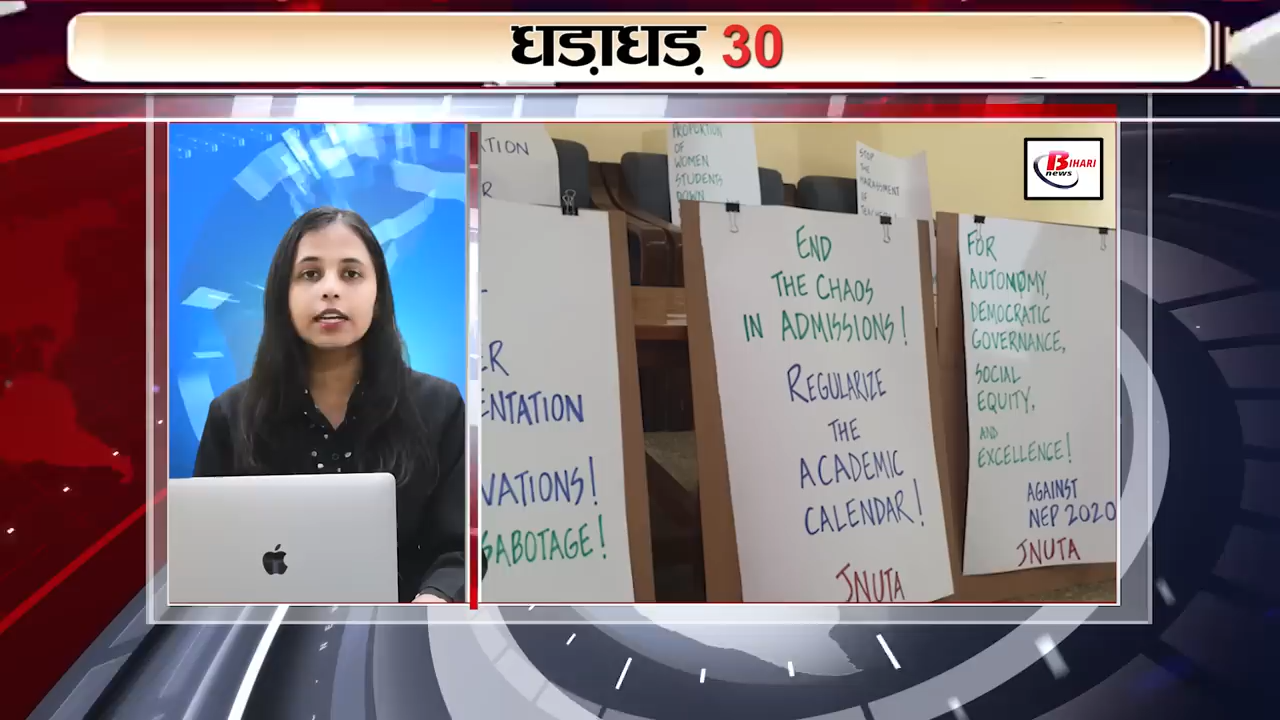 धड़ाधड़ 30
BIHARI
news
ATION
R
PROPORTION
OF
WOMEN
STUDENTS
DOWN
STOP
THE
HARASSMENT
OF
ER
ENTATION
VATIONS!
SABOTAGE!
END
THE CHAOS
IN ADMISSIONS!
REGULARIZE
THE
ACADEMIC
CALENDAR!
JNUTA
FOR
AUTONOMY,
DEMOCRATIC
GOVERNANCE,
SOCIAL
EQUITY,
AND
EXCELLENCE!
AGAINST
NEP 2020
JNUTA